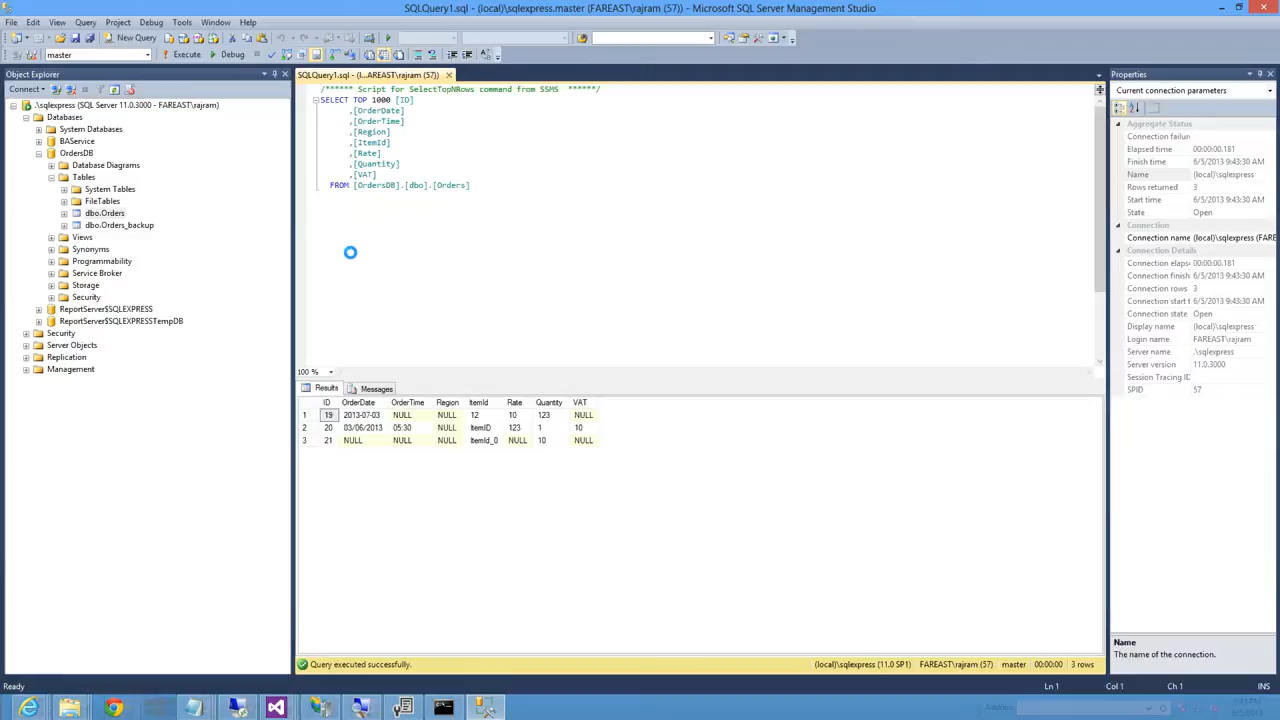 SQLQuery1.sql - (local)\sqlexpress.master (FAREAST\rajram (57)) - Microsoft SQL Server Management Studio
File Edit View Query Project Debug Tools Window Help
New Query
master Execute Debug
Object Explorer
Connect
.\sqlexpress (SQL Server 11.0.3000 - FAREAST\rajram)
Databases
System Databases
BAService
OrdersDB
Database Diagrams
Tables
System Tables
FileTables
dbo.Orders
dbo.Orders_backup
Views
Synonyms
Programmability
Service Broker
Storage
Security
ReportServer$SQLEXPRESS
ReportServer$SQLEXPRESSTempDB
Security
Server Objects
Replication
Management
SQLQuery1.sql - (l...AREAST\rajram (57))
/****** Script for SelectTopNRows command from SSMS ******/
SELECT TOP 1000 [ID]
,[OrderDate]
,[OrderTime]
,[Region]
,[ItemId]
,[Rate]
,[Quantity]
,[VAT]
FROM [OrdersDB].[dbo].[Orders]
100 %
Results Messages
ID OrderDate OrderTime Region ItemId Rate Quantity VAT
1 19 2013-07-03 NULL NULL 12 10 123 NULL
2 20 03/06/2013 05:30 NULL ItemID 123 1 10
3 21 NULL NULL NULL ItemId_0 NULL 10 NULL
Query executed successfully. (local)\sqlexpress (11.0 SP1) FAREAST\rajram (57) master 00:00:00 3 rows
Properties
Current connection parameters
Aggregate Status
Connection failur
Elapsed time 00:00:00.181
Finish time 6/5/2013 9:43:30 AM
Name (local)\sqlexpress
Rows returned 3
Start time 6/5/2013 9:43:30 AM
State Open
Connection
Connection name (local)\sqlexpress (FAR
Connection Details
Connection elaps 00:00:00.181
Connection finish 6/5/2013 9:43:30 AM
Connection rows 3
Connection start t 6/5/2013 9:43:30 AM
Connection state Open
Display name (local)\sqlexpress
Login name FAREAST\rajram
Server name .\sqlexpress
Server version 11.0.3000
Session Tracing ID
SPID 57
Name
The name of the connection.
Ready Ln 1 Col 1 Ch 1 INS
Address
6/5/2013